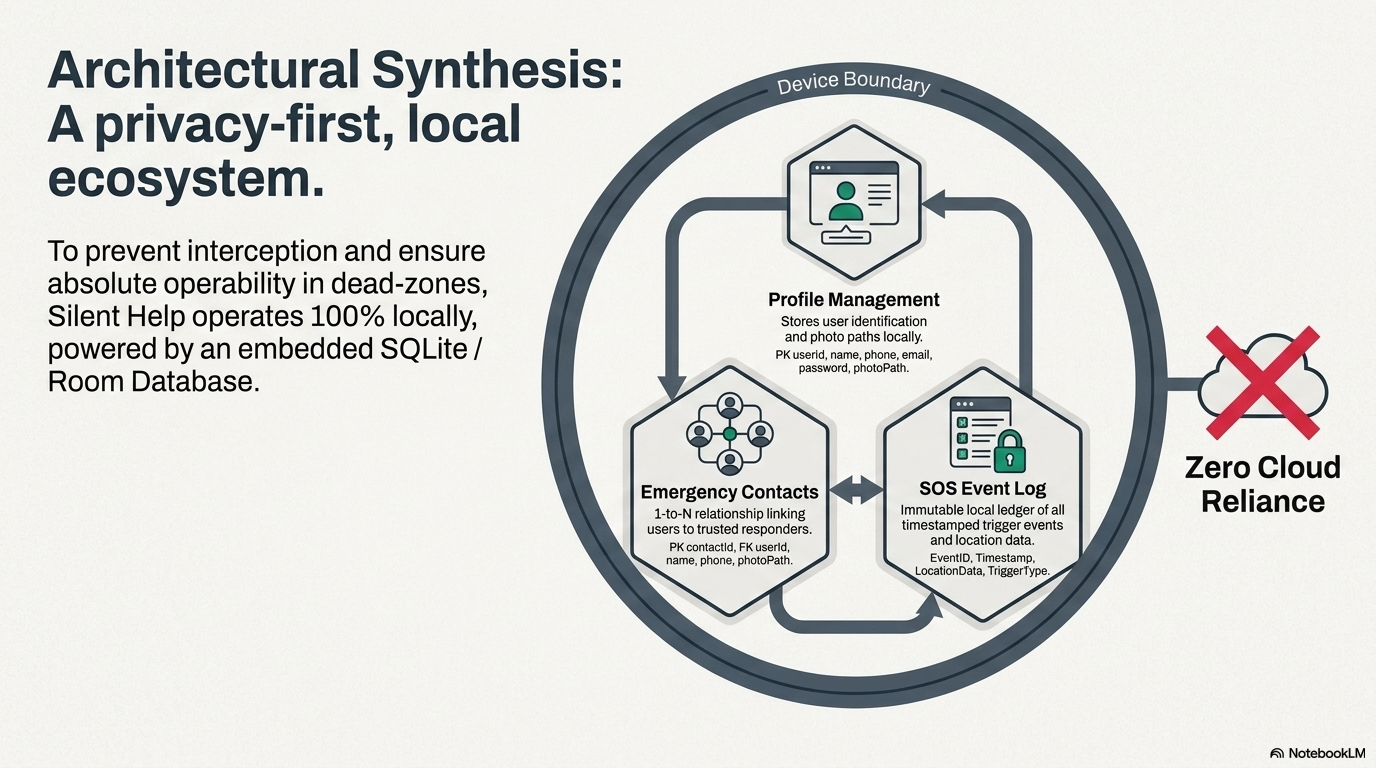 Architectural Synthesis:
A privacy-first, local
ecosystem.
To prevent interception and ensure
absolute operability in dead-zones,
Silent Help operates 100% locally,
powered by an embedded SQLite /
Room Database.
Device Boundary
Profile Management
Stores user identification
and photo paths locally.
PK userId, name, phone, email,
password, photoPath.
Emergency Contacts
1-to-N relationship linking
users to trusted responders.
PK contactId, FK userId,
name, phone, photoPath.
SOS Event Log
Immutable local ledger of all
timestamped trigger events
and location data.
EventID, Timestamp,
LocationData, TriggerType.
Zero Cloud
Reliance
NotebookLM